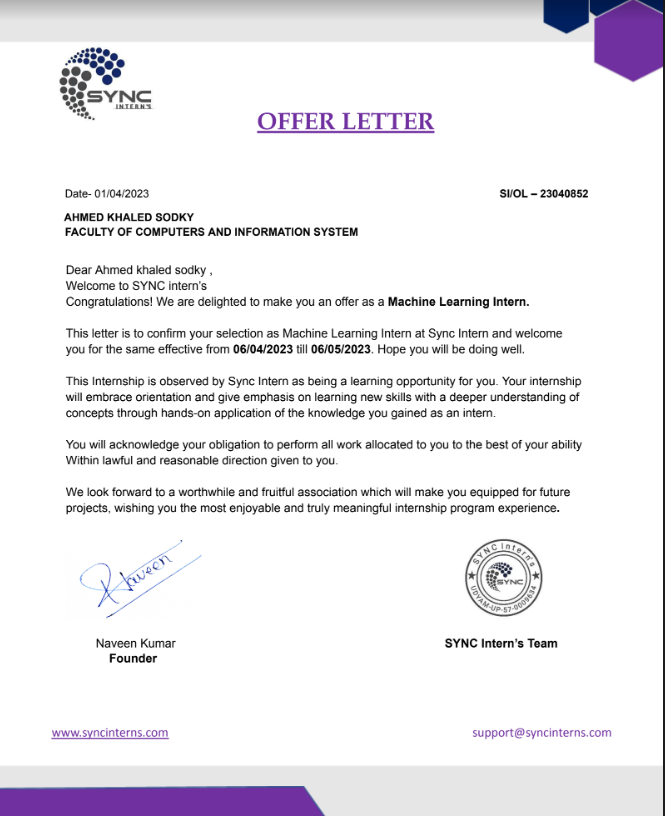 SYNC
INTERN'S
OFFER LETTER
Date- 01/04/2023
SI/OL – 23040852
AHMED KHALED SODKY
FACULTY OF COMPUTERS AND INFORMATION SYSTEM
Dear Ahmed khaled sodky ,
Welcome to SYNC intern's
Congratulations! We are delighted to make you an offer as a Machine Learning Intern.
This letter is to confirm your selection as Machine Learning Intern at Sync Intern and welcome
you for the same effective from 06/04/2023 till 06/05/2023. Hope you will be doing well.
This Internship is observed by Sync Intern as being a learning opportunity for you. Your internship
will embrace orientation and give emphasis on learning new skills with a deeper understanding of
concepts through hands-on application of the knowledge you gained as an intern.
You will acknowledge your obligation to perform all work allocated to you to the best of your ability
Within lawful and reasonable direction given to you.
We look forward to a worthwhile and fruitful association which will make you equipped for future
projects, wishing you the most enjoyable and truly meaningful internship program experience.
Naveen
SYNC Intern's
SYNC
UDYAM-UP-57-0009634
Naveen Kumar
Founder
SYNC Intern's Team
www.syncinterns.com
support@syncinterns.com